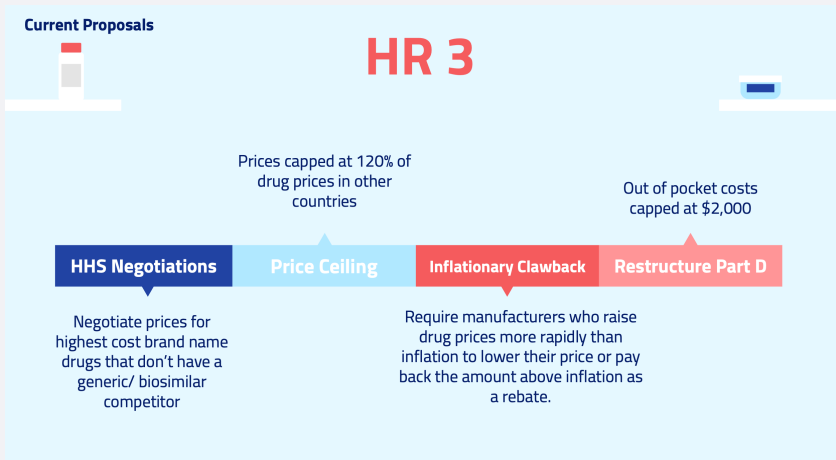 Current Proposals
HR 3
Prices capped at 120% of
drug prices in other
countries
Out of pocket costs
capped at $2,000
HHS Negotiations
Price Ceiling
Inflationary Clawback
Restructure Part D
Negotiate prices for
highest cost brand name
drugs that don't have a
generic/ biosimilar
competitor
Require manufacturers who raise
drug prices more rapidly than
inflation to lower their price or pay
back the amount above inflation as
a rebate.